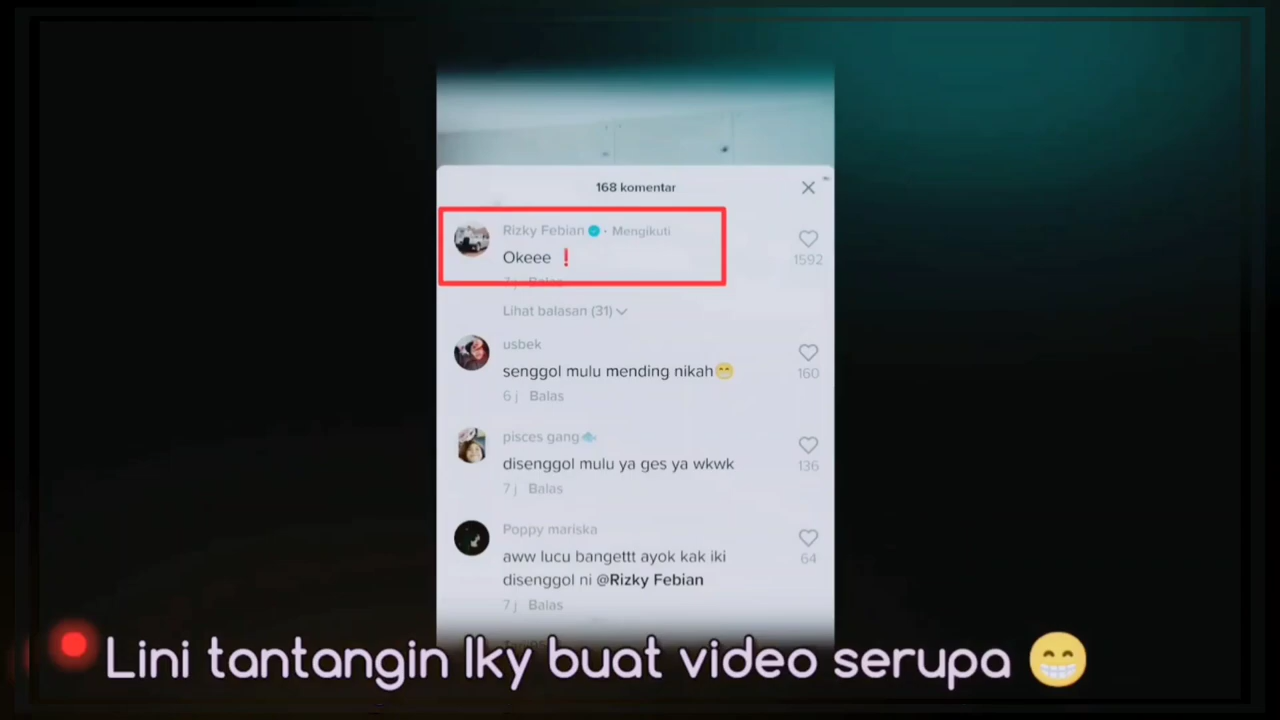 168 komentar
Rizky Febian · Mengikuti
Okeee ❗
1592
7 j Balas
Lihat balasan (31)
usbek
senggol mulu mending nikah😁
160
6 j Balas
pisces gang🐟
disenggol mulu ya ges ya wkwk
136
7 j Balas
Poppy mariska
aww lucu bangettt ayok kak iki
disenggol ni @Rizky Febian
64
7 j Balas
Lini tantangin Iky buat video serupa 😁